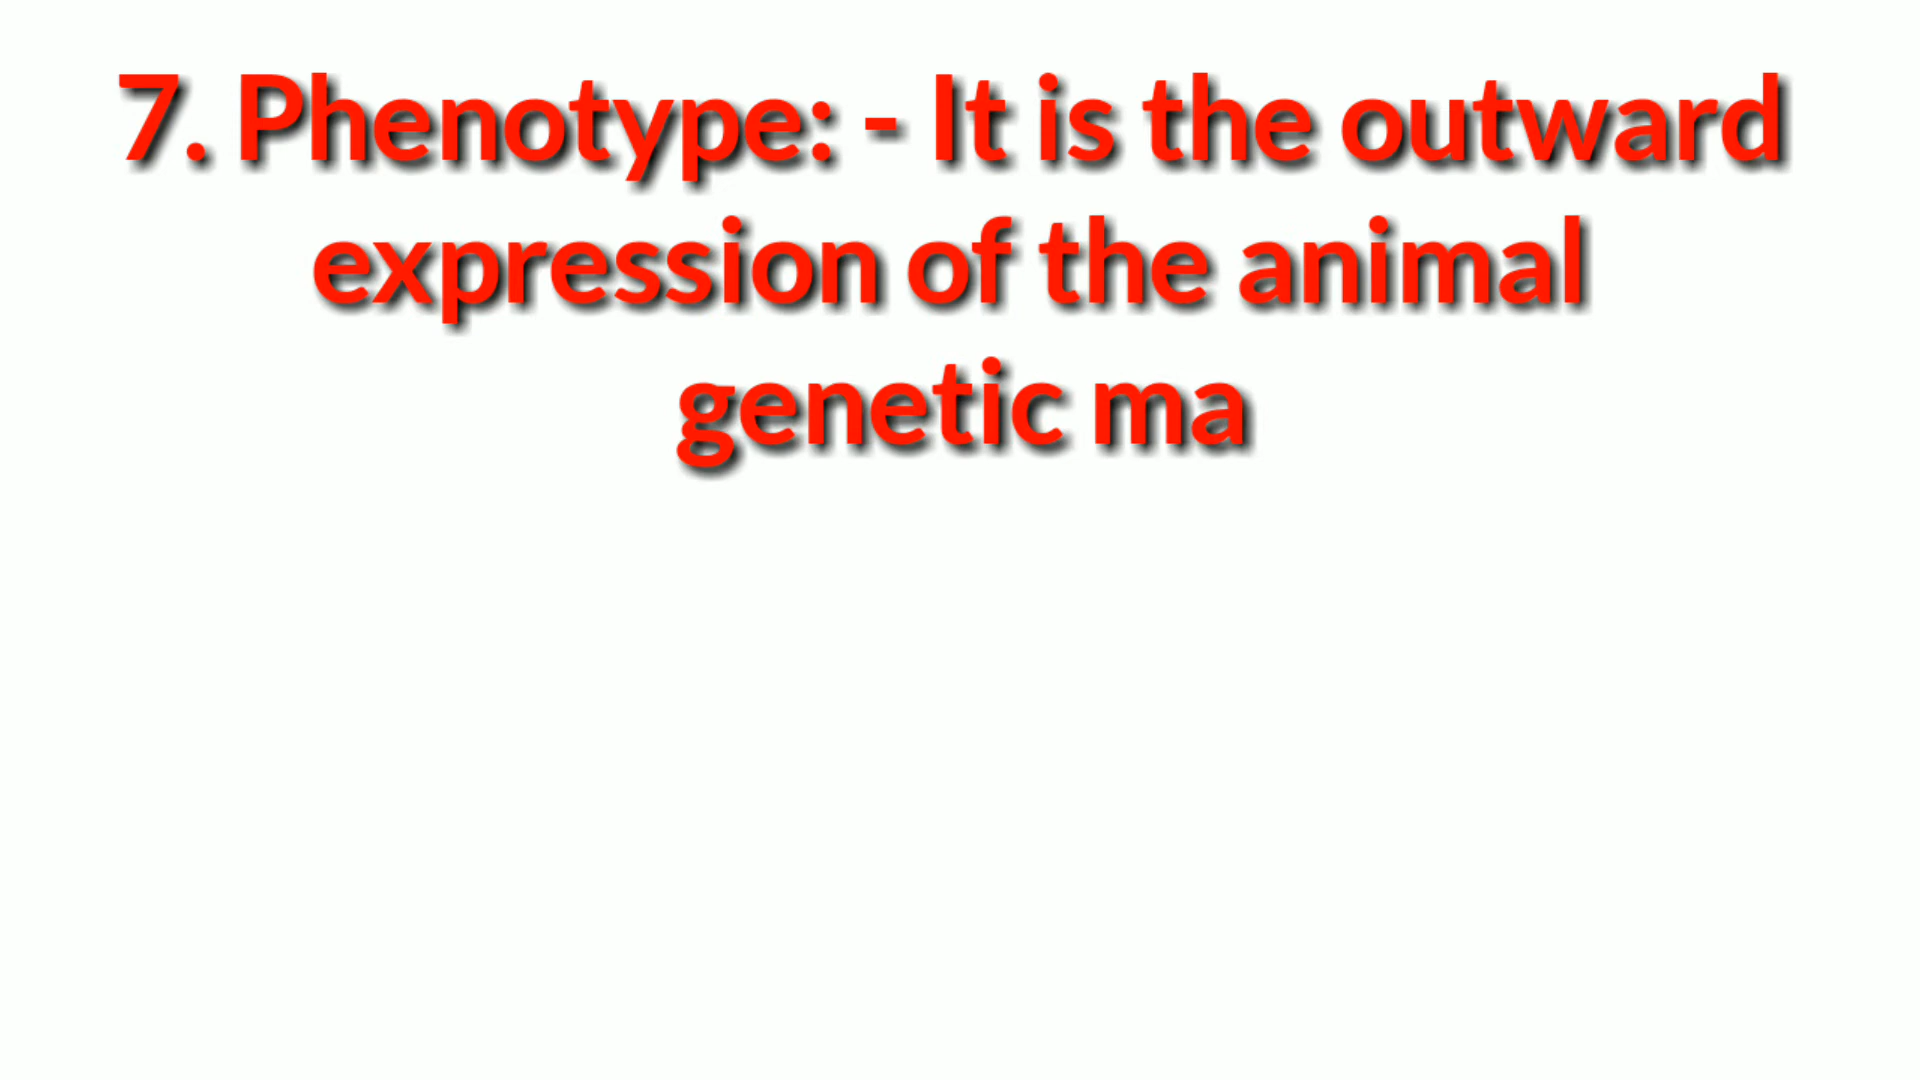 7. Phenotype: - It is the outward
expression of the animal
genetic ma